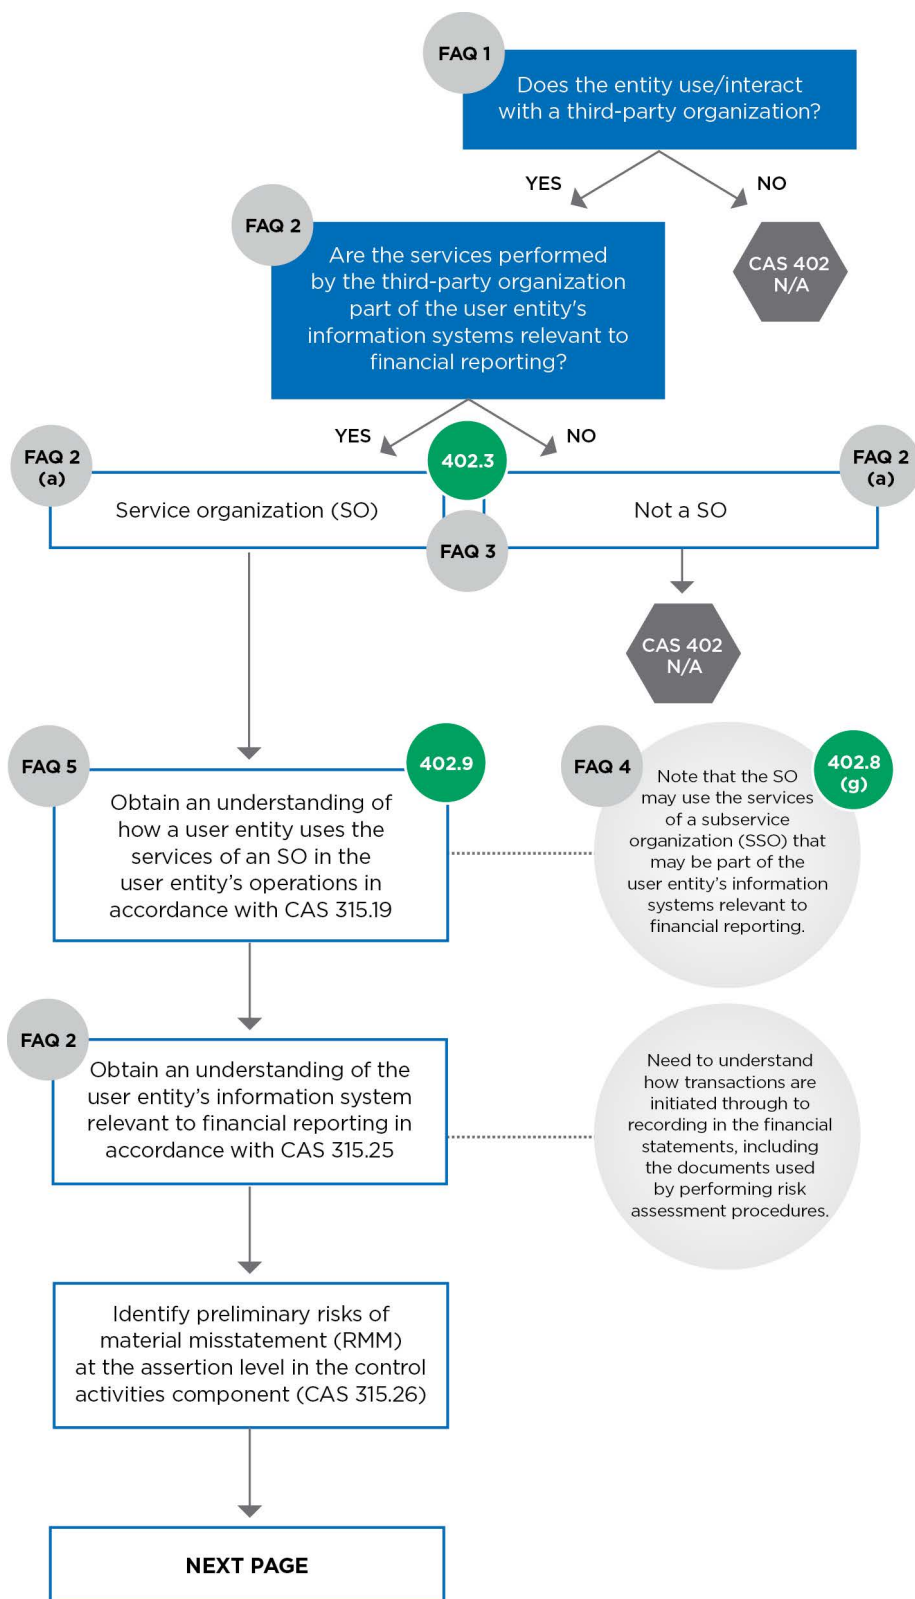 FAQ 1
Does the entity use/interact
with a third-party organization?
YES
NO
FAQ 2
Are the services performed
by the third-party organization
part of the user entity's
information systems relevant to
financial reporting?
CAS 402
N/A
YES
NO
FAQ 2
(a)
402.3
FAQ 2
(a)
Service organization (SO)
Not a SO
FAQ 3
CAS 402
N/A
FAQ 5
402.9
Obtain an understanding of
how a user entity uses the
services of an SO in the
user entity’s operations in
accordance with CAS 315.19
FAQ 4
402.8
(g)
Note that the SO
may use the services
of a subservice
organization (SSO) that
may be part of the
user entity’s information
systems relevant to
financial reporting.
FAQ 2
Obtain an understanding of the
user entity’s information system
relevant to financial reporting in
accordance with CAS 315.25
Need to understand
how transactions are
initiated through to
recording in the financial
statements, including
the documents used
by performing risk
assessment procedures.
Identify preliminary risks of
material misstatement (RMM)
at the assertion level in the control
activities component (CAS 315.26)
NEXT PAGE